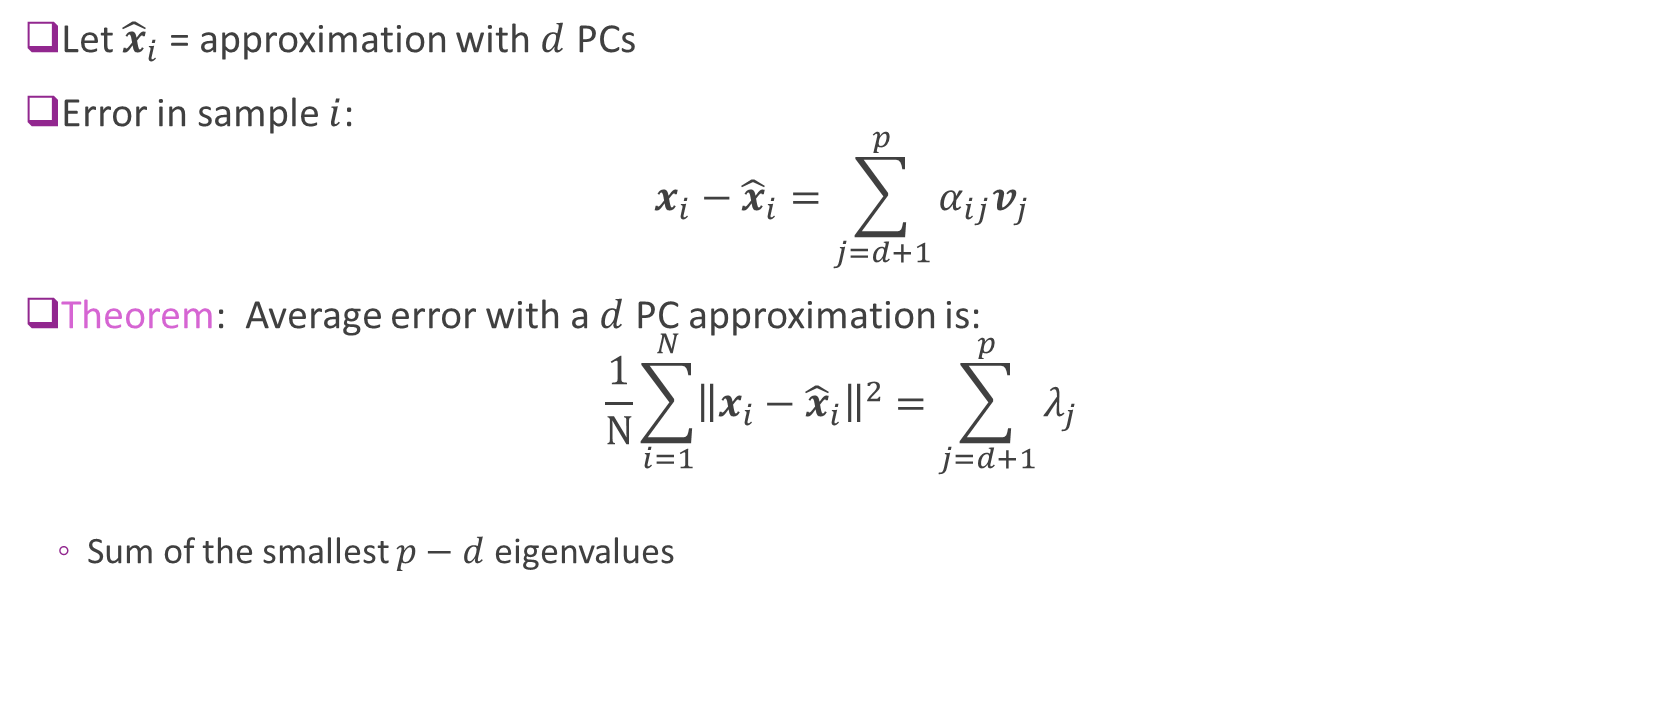 ❑Let x̂ᵢ = approximation with d PCs
❑Error in sample i:
xᵢ − x̂ᵢ = ∑_{j=d+1}^{p} αᵢⱼvⱼ
❑Theorem: Average error with a d PC approximation is:
1/N ∑_{i=1}^{N} ‖xᵢ − x̂ᵢ‖² = ∑_{j=d+1}^{p} λⱼ
◦ Sum of the smallest p − d eigenvalues